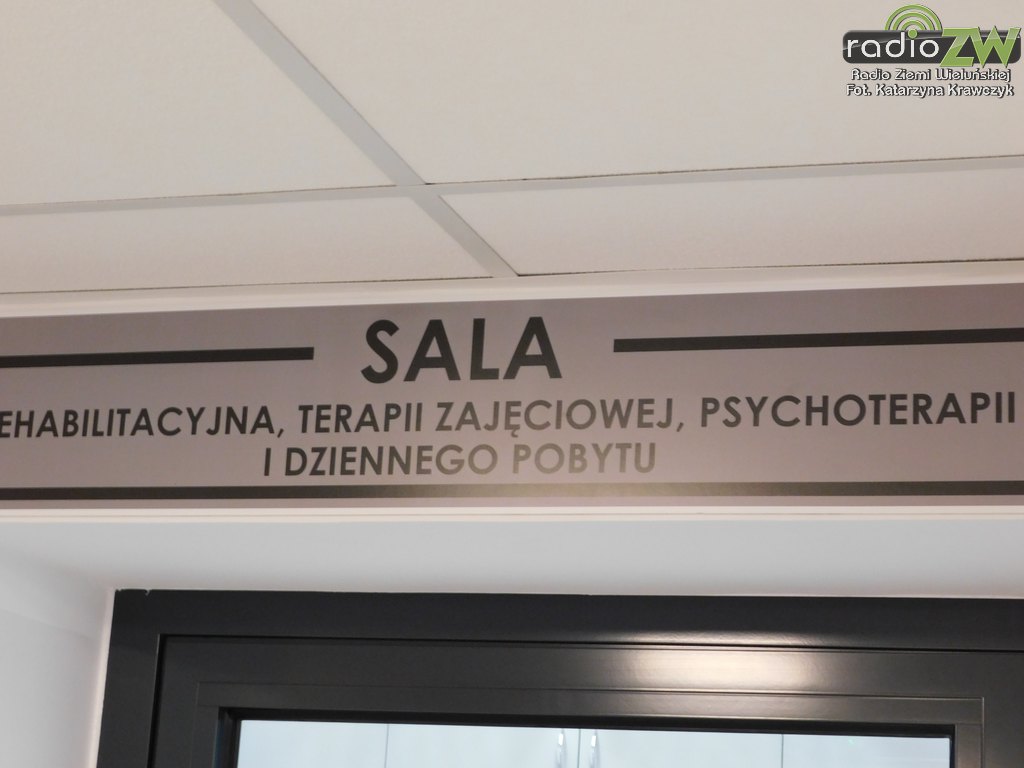 radio ZW
Radio Ziemi Wieluńskiej
Fot. Katarzyna Krawczyk
SALA
EHABILITACYJNA, TERAPII ZAJĘCIOWEJ, PSYCHOTERAPII
I DZIENNEGO POBYTU